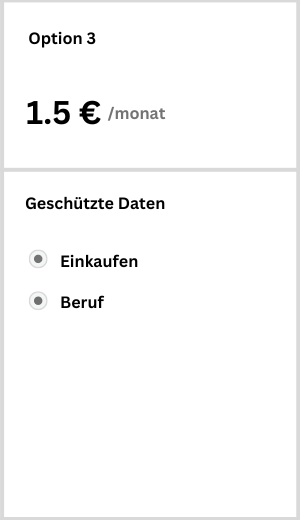 Option 3
1.5 € /monat
Geschützte Daten
Einkaufen
Beruf